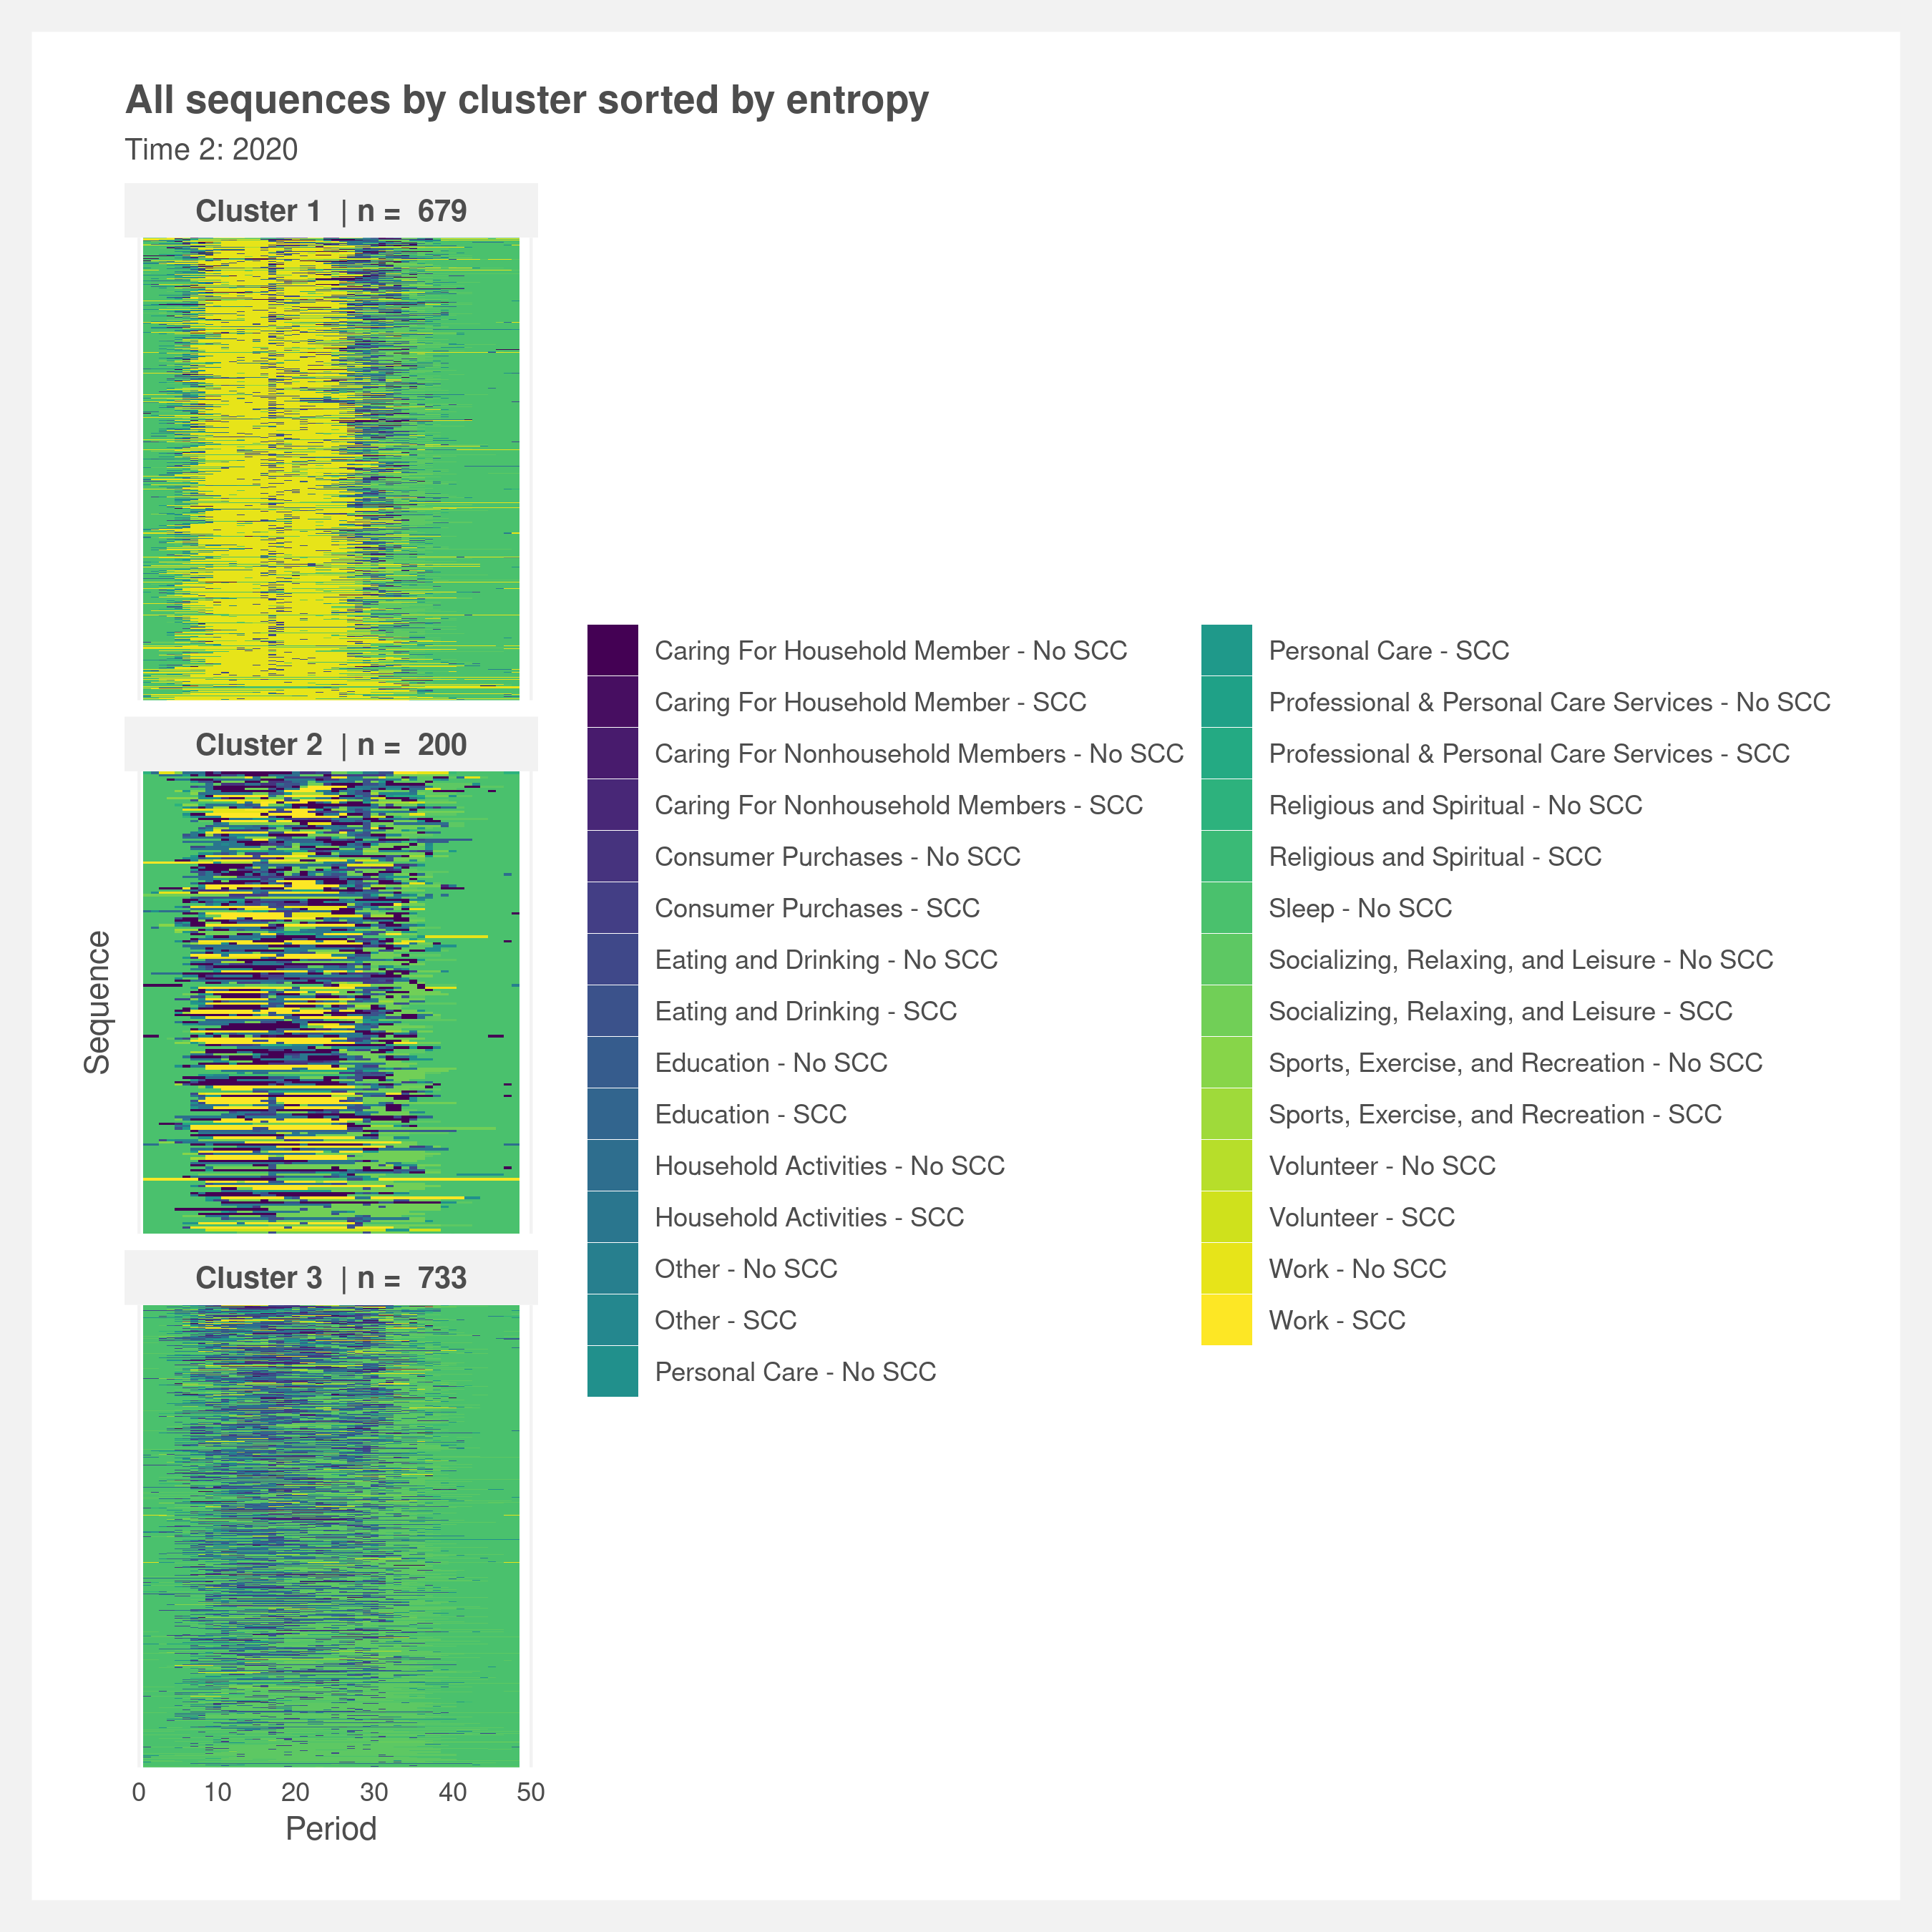 All sequences by cluster sorted by entropy
Time 2: 2020
Cluster 1 | n = 679
Cluster 2 | n = 200
Cluster 3 | n = 733
Sequence
0 10 20 30 40 50
Period
Caring For Household Member - No SCC
Caring For Household Member - SCC
Caring For Nonhousehold Members - No SCC
Caring For Nonhousehold Members - SCC
Consumer Purchases - No SCC
Consumer Purchases - SCC
Eating and Drinking - No SCC
Eating and Drinking - SCC
Education - No SCC
Education - SCC
Household Activities - No SCC
Household Activities - SCC
Other - No SCC
Other - SCC
Personal Care - No SCC
Personal Care - SCC
Professional & Personal Care Services - No SCC
Professional & Personal Care Services - SCC
Religious and Spiritual - No SCC
Religious and Spiritual - SCC
Sleep - No SCC
Socializing, Relaxing, and Leisure - No SCC
Socializing, Relaxing, and Leisure - SCC
Sports, Exercise, and Recreation - No SCC
Sports, Exercise, and Recreation - SCC
Volunteer - No SCC
Volunteer - SCC
Work - No SCC
Work - SCC